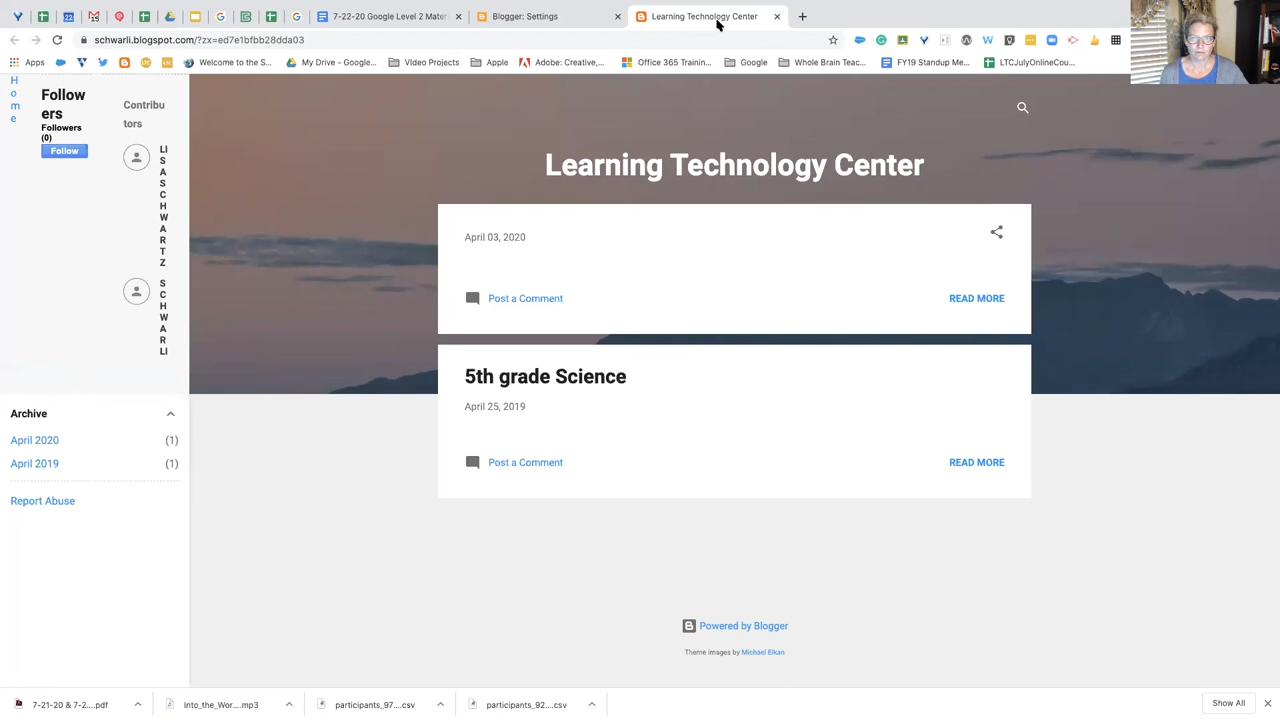 7-22-20 Google Level 2 Mater
Blogger: Settings
Learning Technology Center
schwarli.blogspot.com/?zx=ed7e1bfbb28dda03
Apps
Welcome to the S...
My Drive - Google...
Video Projects
Apple
Adobe: Creative,...
Office 365 Trainin...
Google
Whole Brain Teac...
FY19 Standup Me...
LTCJulyOnlineCou...
H
o
m
e
Follow
ers
Followers
(0)
Follow
Contribu
tors
LI
S
A
S
C
H
W
A
R
T
Z
S
C
H
W
A
R
LI
Archive
April 2020 (1)
April 2019 (1)
Report Abuse
Learning Technology Center
April 03, 2020
Post a Comment
READ MORE
5th grade Science
April 25, 2019
Post a Comment
READ MORE
Powered by Blogger
Theme images by Michael Elkan
7-21-20 & 7-2....pdf
Into_the_Wor....mp3
participants_97....csv
participants_92....csv
Show All